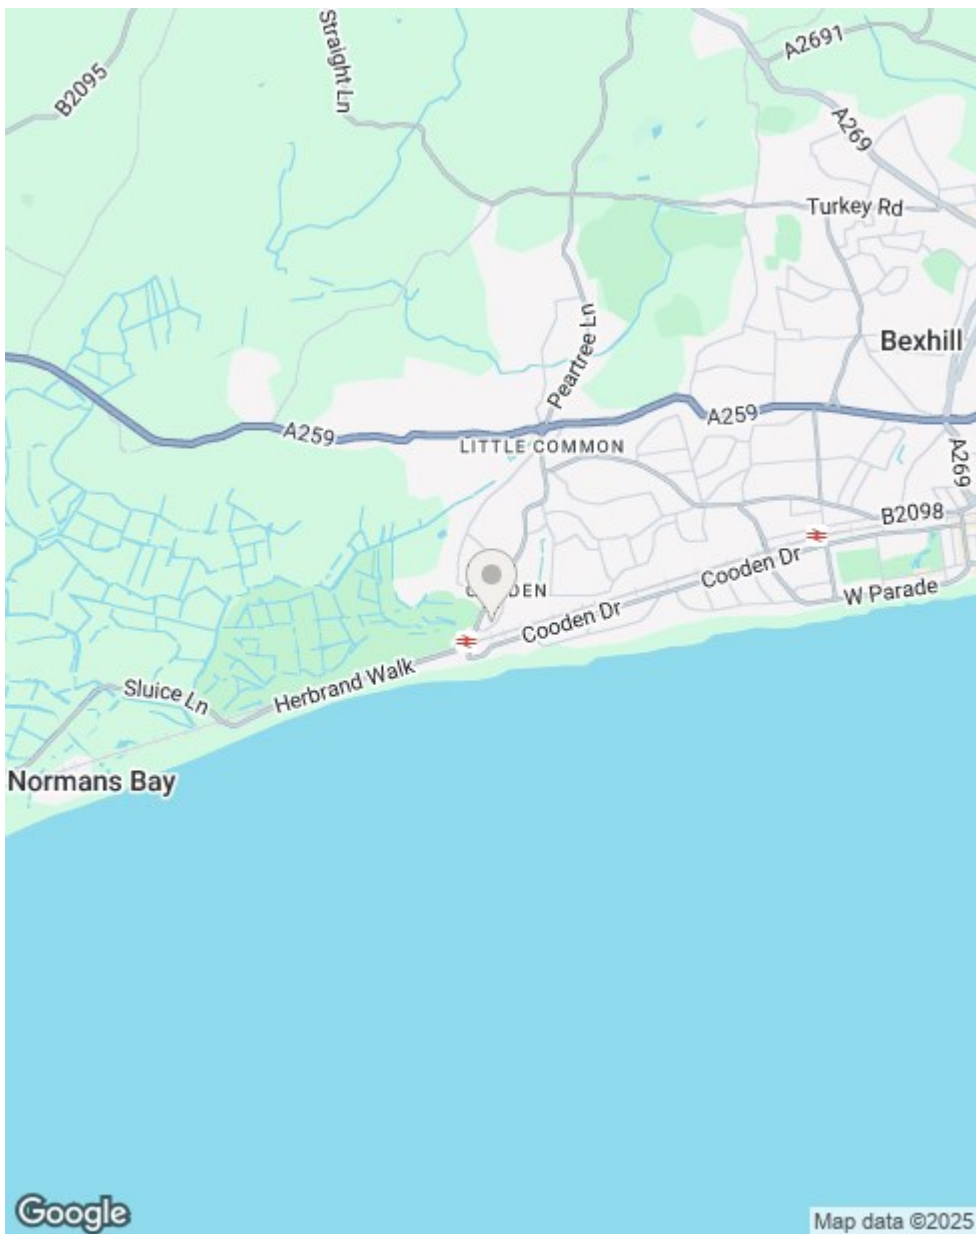 Straight Ln
B2095
A2691
A269
Turkey Rd
Peartree Ln
Bexhill
A259
A259
LITTLE COMMON
A269
B2098
Cooden Dr
W Parade
Cooden Dr
Herbrand Walk
Sluice Ln
Normans Bay
Google
Map data ©2025